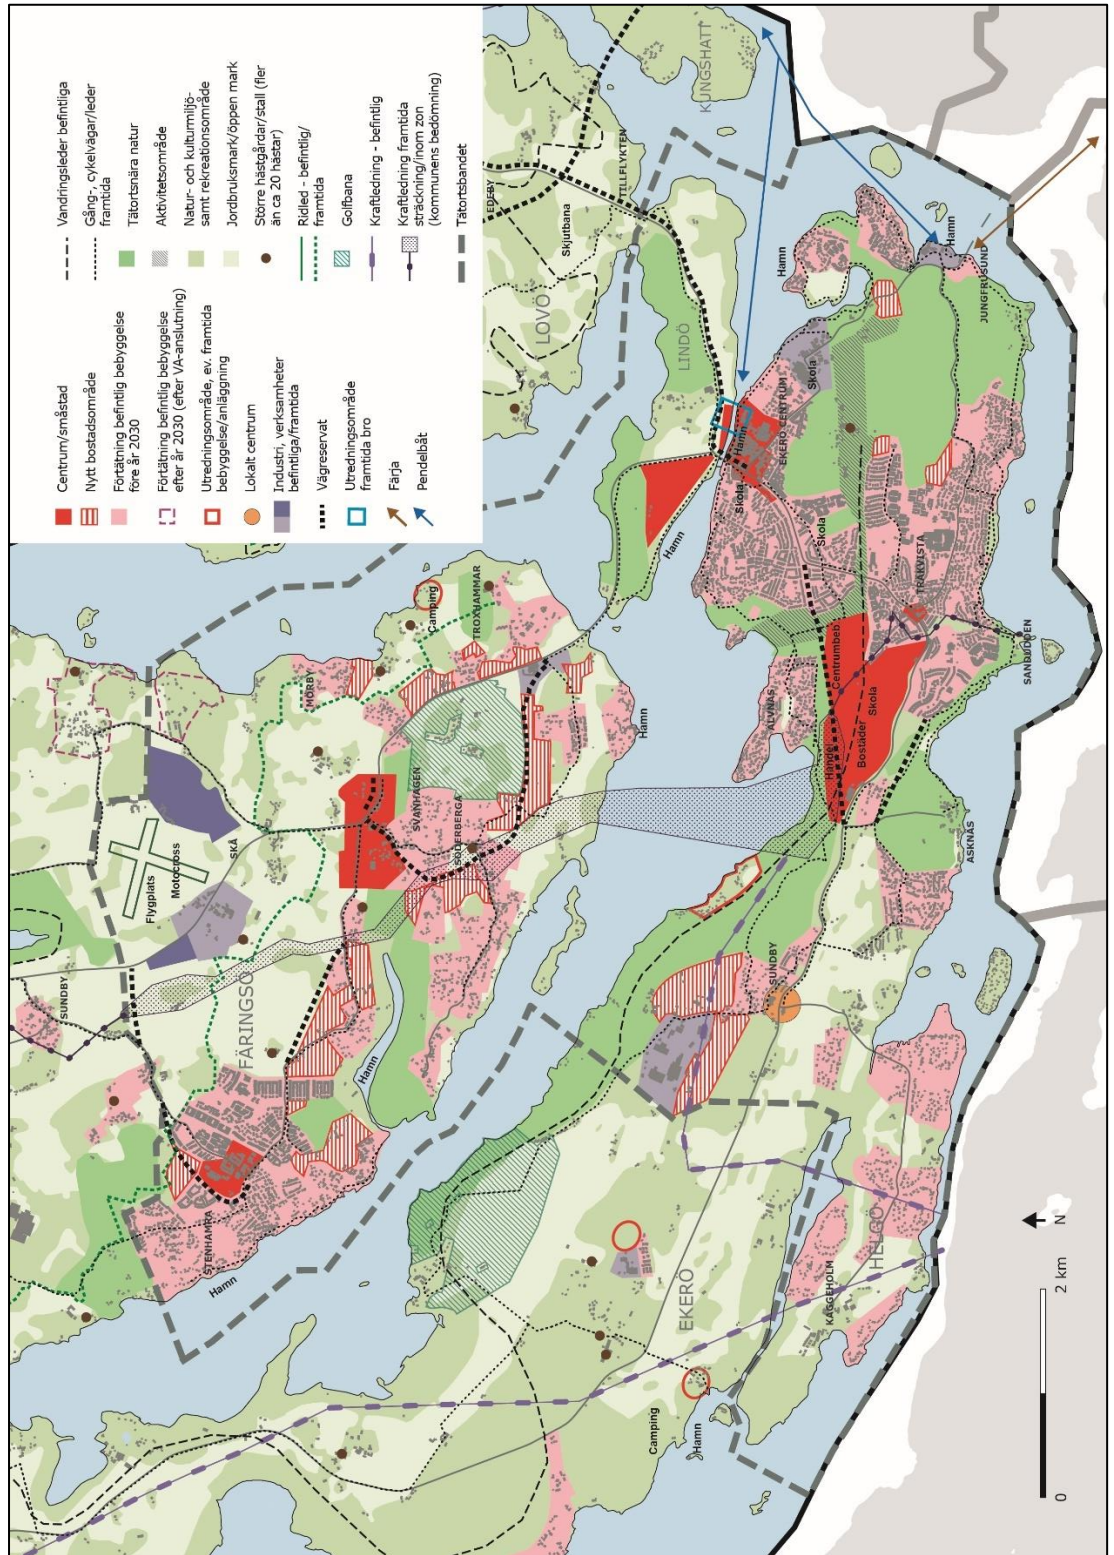 Centrum/småstad
Nytt bostadsområde
Förtätning befintlig bebyggelse
före år 2030
Förtätning befintlig bebyggelse
efter år 2030 (efter VA-anslutning)
Utredningsområde, ev. framtida
bebyggelse/anläggning
Lokalt centrum
Industri, verksamheter
befintliga/framtida
Vägreservat
Utredningsområde
framtida bro
Färja
Pendelbåt
Vandringsleder befintliga
Gång-, cykelvägar/leder
framtida
Tätortsnära natur
Aktivitetsområde
Natur- och kulturmiljö-
samt rekreationsområde
Jordbruksmark/öppen mark
Större hästgårdar/stall (fler
än ca 20 hästar)
Ridled - befintlig/
framtida
Golfbana
Kraftledning - befintlig
Kraftledning framtida
sträckning/inom zon
(kommunens bedömning)
Tätortsbandet
SUNDBY
Flygplats
Motocross
STENHAMRA
Hamn
FÄRINGSÖ
SKÅ
MÖRBY
Hamn
SVANHAGEN
SÖDERBERGA
Camping
TROXHAMMAR
EDEBY
Skjutbana
LOVÖ
TILLFLYKTEN
Hamn
LINDÖ
KUNGSHATT
Hamn
EKERÖ
Camping
Hamn
Skola
Hamn
EKERÖ CENTRUM
Skola
Hamn
SUNDBY
ÄLVNÄS
Skola
Handel
Centrumbeb
Bostäder
Skola
KAGGEHOLM
HELGÖ
TRÄKVISTA
Hamn
JUNGFRUSUND
ASKNÄS
SANDUDDEN
0
2 km
N